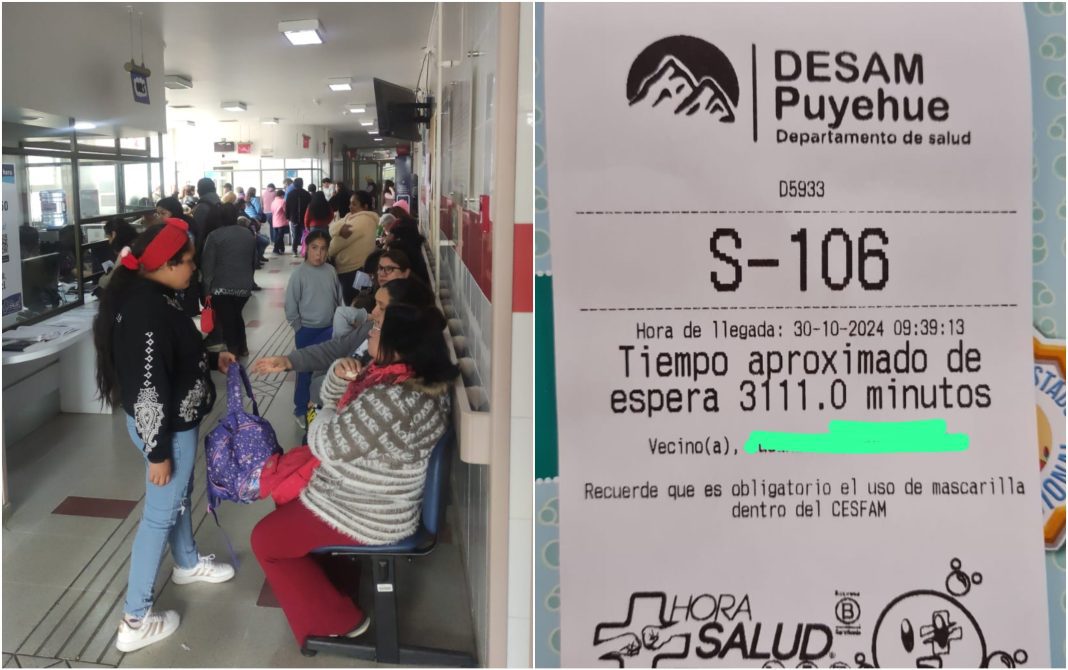 DESAM
Puyehue
Departamento de salud
D5933
S-106
Hora de llegada: 30-10-2024 09:39:13
Tiempo aproximado de
espera 3111.0 minutos
Vecino(a),
Recuerde que es obligatorio el uso de mascarilla
dentro del CESFAM
HORA
SALUD
B
ESTADO